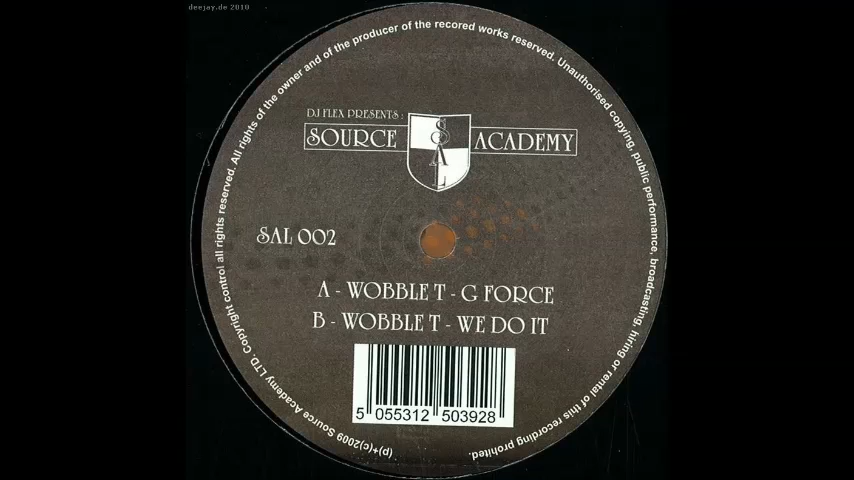 deejay.de 2010
(p)+(c)2009 Source Academy LTD. Copyright control all rights reserved. All rights of the owner and of the producer of the recored works reserved. Unauthorised copying, public performance, broadcasting, hiring or rental of this recording prohited.
DJ FLEX PRESENTS :
SOURCE SAL ACADEMY
SAL 002
A - WOBBLE T - G FORCE
B - WOBBLE T - WE DO IT
5 055312 503928